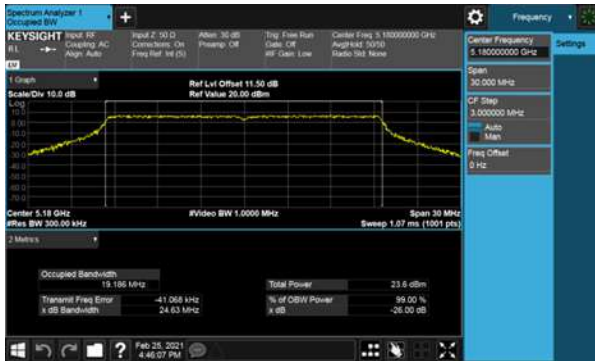 Spectrum Analyzer 1
Occupied BW
Frequency
KEYSIGHT
Input: RF
Coupling: AC
Align: Auto
Input Z: 50 Ω
Corrections: On
Freq Ref: Int (S)
Atten: 30 dB
Preamp: Off
Trig: Free Run
Gate: Off
#IF Gain: Low
Center Freq: 5.180000000 GHz
Avg|Hold: 50/50
Radio Std: None
Center Frequency
5.180000000 GHz
Settings
Span
30.000 MHz
CF Step
3.000000 MHz
Auto
Man
Freq Offset
0 Hz
1 Graph
Scale/Div 10.0 dB
Ref Lvl Offset 11.50 dB
Ref Value 20.00 dBm
Log
Center 5.18 GHz
#Res BW 300.00 kHz
#Video BW 1.0000 MHz
Span 30 MHz
Sweep 1.07 ms (1001 pts)
2 Metrics
Occupied Bandwidth
19.186 MHz
Total Power
23.6 dBm
Transmit Freq Error
-41.068 kHz
% of OBW Power
99.00 %
x dB Bandwidth
24.63 MHz
x dB
-26.00 dB
Feb 25, 2021
4:46:07 PM